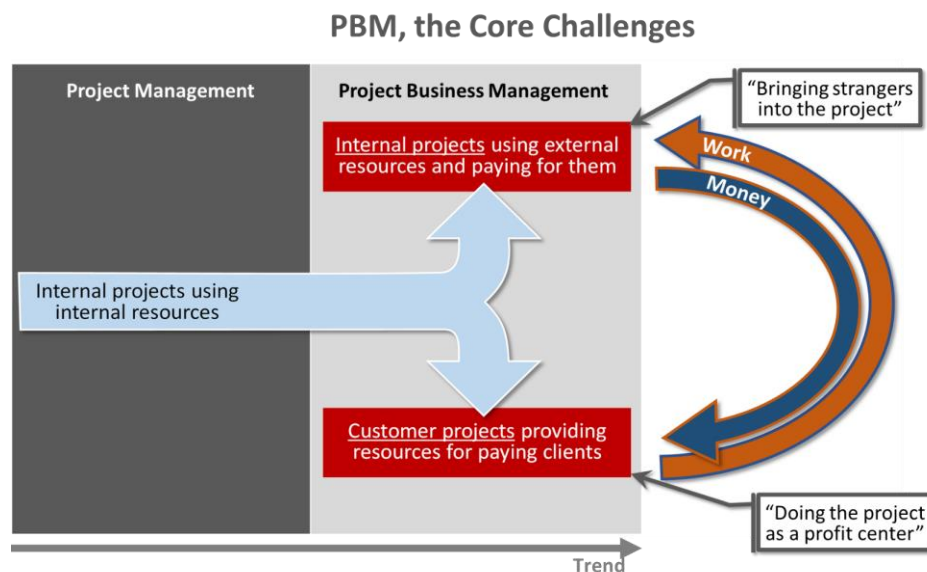 PBM, the Core Challenges
Project Management
Project Business Management
“Bringing strangers
into the project”
Internal projects using external
resources and paying for them
Work
Money
Internal projects using
internal resources
Customer projects providing
resources for paying clients
“Doing the project
as a profit center”
Trend